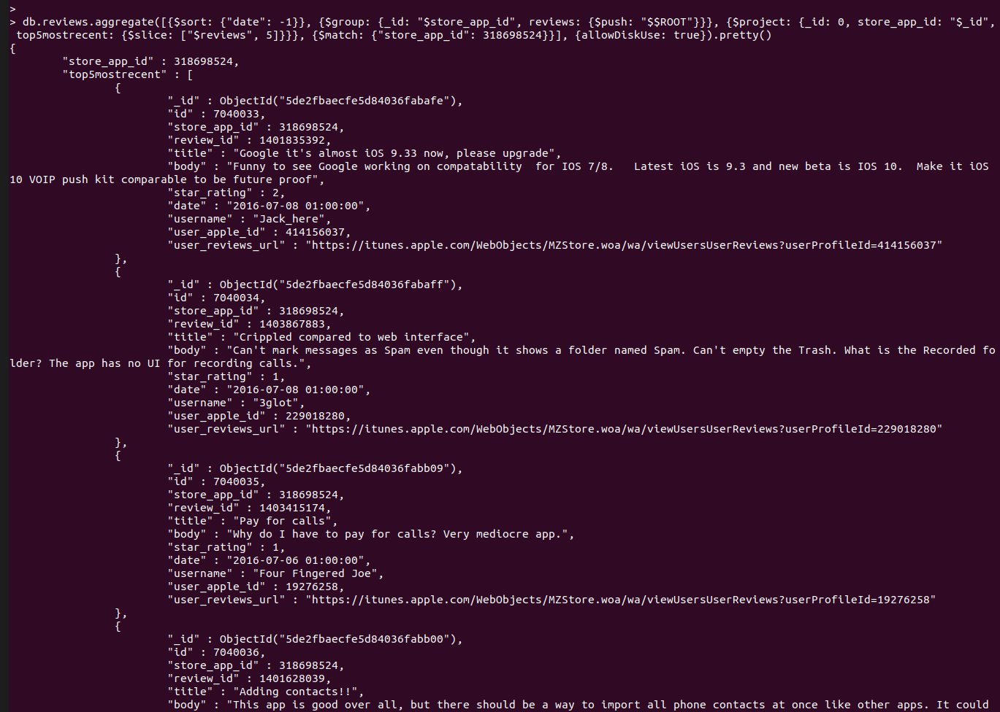 >
> db.reviews.aggregate([{$sort: {"date": -1}}, {$group: {_id: "$store_app_id", reviews: {$push: "$$ROOT"}}}, {$project: {_id: 0, store_app_id: "$_id",
 top5mostrecent: {$slice: ["$reviews", 5]}}}, {$match: {"store_app_id": 318698524}}], {allowDiskUse: true}).pretty()
{
        "store_app_id" : 318698524,
        "top5mostrecent" : [
                {
                        "_id" : ObjectId("5de2fbaecfe5d84036fabafe"),
                        "id" : 7040033,
                        "store_app_id" : 318698524,
                        "review_id" : 1401835392,
                        "title" : "Google it's almost iOS 9.33 now, please upgrade",
                        "body" : "Funny to see Google working on compatability  for IOS 7/8.   Latest iOS is 9.3 and new beta is IOS 10.  Make it iOS
10 VOIP push kit comparable to be future proof",
                        "star_rating" : 2,
                        "date" : "2016-07-08 01:00:00",
                        "username" : "Jack_here",
                        "user_apple_id" : 414156037,
                        "user_reviews_url" : "https://itunes.apple.com/WebObjects/MZStore.woa/wa/viewUsersUserReviews?userProfileId=414156037"
                },
                {
                        "_id" : ObjectId("5de2fbaecfe5d84036fabaff"),
                        "id" : 7040034,
                        "store_app_id" : 318698524,
                        "review_id" : 1403867883,
                        "title" : "Crippled compared to web interface",
                        "body" : "Can't mark messages as Spam even though it shows a folder named Spam. Can't empty the Trash. What is the Recorded fo
lder? The app has no UI for recording calls.",
                        "star_rating" : 1,
                        "date" : "2016-07-08 01:00:00",
                        "username" : "3glot",
                        "user_apple_id" : 229018280,
                        "user_reviews_url" : "https://itunes.apple.com/WebObjects/MZStore.woa/wa/viewUsersUserReviews?userProfileId=229018280"
                },
                {
                        "_id" : ObjectId("5de2fbaecfe5d84036fabb09"),
                        "id" : 7040035,
                        "store_app_id" : 318698524,
                        "review_id" : 1403415174,
                        "title" : "Pay for calls",
                        "body" : "Why do I have to pay for calls? Very mediocre app.",
                        "star_rating" : 1,
                        "date" : "2016-07-06 01:00:00",
                        "username" : "Four Fingered Joe",
                        "user_apple_id" : 19276258,
                        "user_reviews_url" : "https://itunes.apple.com/WebObjects/MZStore.woa/wa/viewUsersUserReviews?userProfileId=19276258"
                },
                {
                        "_id" : ObjectId("5de2fbaecfe5d84036fabb00"),
                        "id" : 7040036,
                        "store_app_id" : 318698524,
                        "review_id" : 1401628039,
                        "title" : "Adding contacts!!",
                        "body" : "This app is good over all, but there should be a way to import all phone contacts at once like other apps. It could